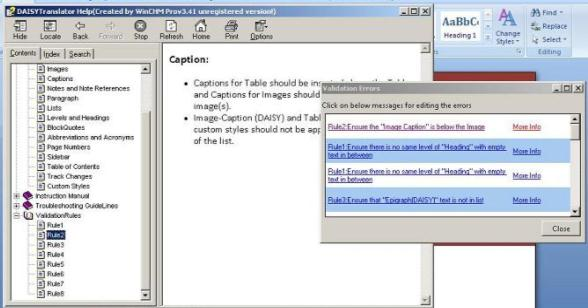 DAISYTranslator Help(Created by WinCHM Prov3.41 unregistered version!)
Hide Locate Back Forward Stop Refresh Home Print Options
Contents Index Search
Images
Captions
Notes and Note References
Paragraph
Lists
Levels and Headings
BlockQuotes
Abbreviations and Acronyms
Page Numbers
Sidebar
Table of Contents
Track Changes
Custom Styles
Instruction Manual
Troubleshooting GuideLines
ValidationRules
Rule1
Rule2
Rule3
Rule4
Rule5
Rule6
Rule7
Rule8
Caption:
Captions for Table should be
and Captions for Images should
image(s).
Image-Caption (DAISY) and Tabl
custom styles should not be app
of the list.
AaBbC
Heading 1
Change
Styles
Find
Replace
Select
Editing
Validation Errors
Click on below messages for editing the errors
Rule2:Ensure the "Image Caption" is below the Image More Info
Rule1:Ensure there is no same level of "Heading" with empty
text in between More Info
Rule1:Ensure there is no same level of "Heading" with empty
text in between More Info
Rule3:Ensure that "Epigraph(DAISY)" text is not in list More Info
Close